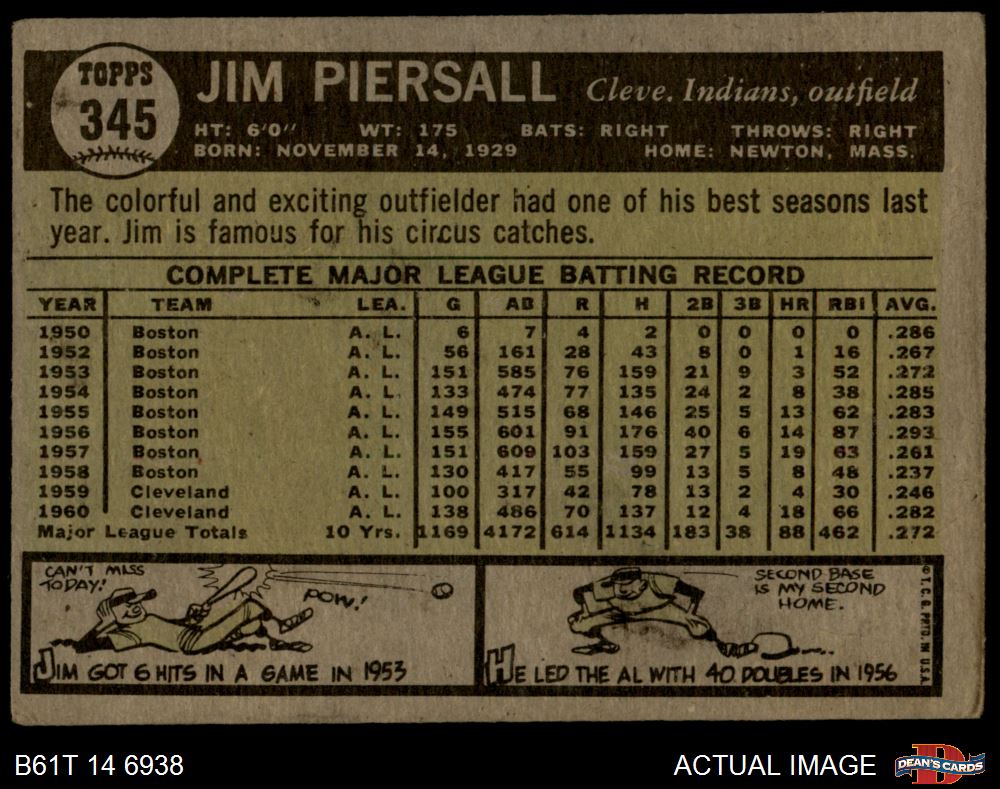 TOPPS
345
JIM PIERSALL Cleve. Indians, outfield
HT: 6'0" WT: 175 BATS: RIGHT THROWS: RIGHT
BORN: NOVEMBER 14, 1929 HOME: NEWTON, MASS.
The colorful and exciting outfielder had one of his best seasons last
year. Jim is famous for his circus catches.
COMPLETE MAJOR LEAGUE BATTING RECORD
YEAR TEAM LEA. G AB R H 2B 3B HR RBI AVG.
1950 Boston A. L. 6 7 4 2 0 0 0 0 .286
1952 Boston A. L. 56 161 28 43 8 0 1 16 .267
1953 Boston A. L. 151 585 76 159 21 9 3 52 .272
1954 Boston A. L. 133 474 77 135 24 2 8 38 .285
1955 Boston A. L. 149 515 68 146 25 5 13 62 .283
1956 Boston A. L. 155 601 91 176 40 6 14 87 .293
1957 Boston A. L. 151 609 103 159 27 5 19 63 .261
1958 Boston A. L. 130 417 55 99 13 5 8 48 .237
1959 Cleveland A. L. 100 317 42 78 13 2 4 30 .246
1960 Cleveland A. L. 138 486 70 137 12 4 18 66 .282
Major League Totals 10 Yrs. 1169 4172 614 1134 183 38 88 462 .272
CAN'T MISS
TODAY!
POW!
JIM GOT 6 HITS IN A GAME IN 1953
SECOND BASE
IS MY SECOND
HOME.
HE LED THE AL WITH 40 DOUBLES IN 1956
© T. C. G. PRTD. IN U.S.A.
B61T 14 6938 ACTUAL IMAGE
D
DEAN'S CARDS